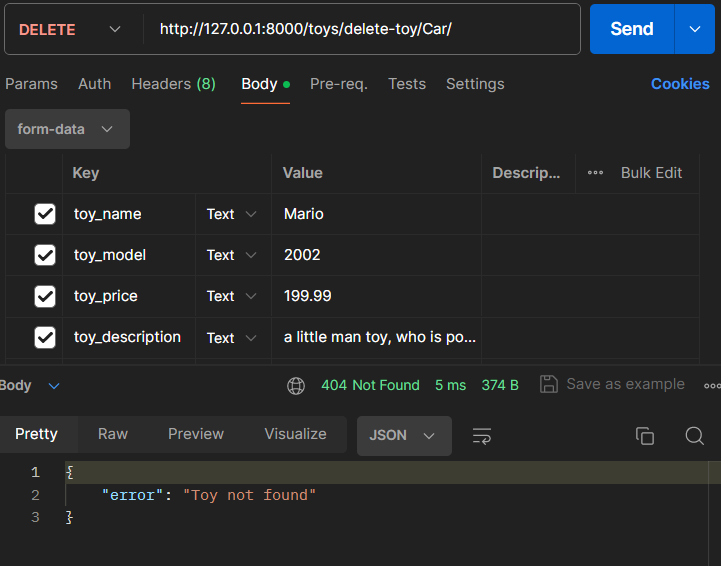 DELETE http://127.0.0.1:8000/toys/delete-toy/Car/ Send
Params Auth Headers (8) Body Pre-req. Tests Settings Cookies
form-data
Key Value Descrip... Bulk Edit
toy_name Text Mario
toy_model Text 2002
toy_price Text 199.99
toy_description Text a little man toy, who is po...
Body 404 Not Found 5 ms 374 B Save as example
Pretty Raw Preview Visualize JSON
1 {
2 "error": "Toy not found"
3 }